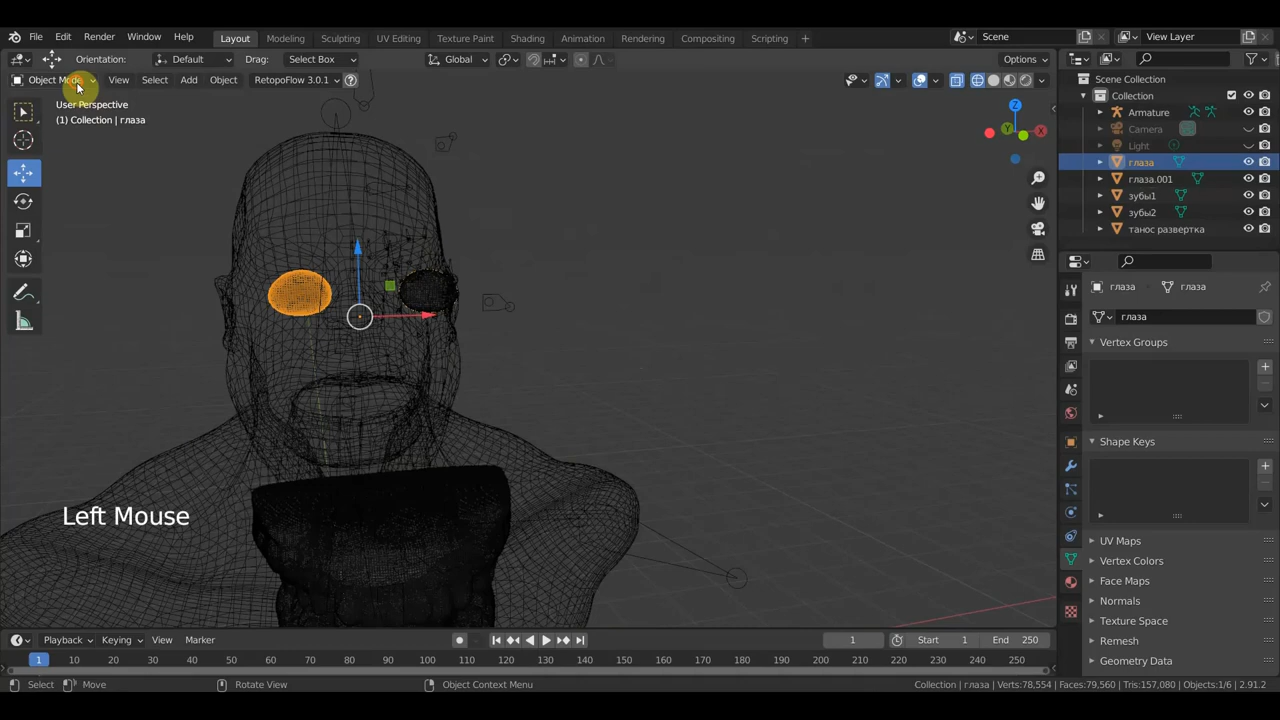 File Edit Render Window Help Layout Modeling Sculpting UV Editing Texture Paint Shading Animation Rendering Compositing Scripting + Scene View Layer
Orientation: Default Drag: Select Box Global Options
Object Mode View Select Add Object RetopoFlow 3.0.1
User Perspective
(1) Collection | глаза
Scene Collection
Collection
Armature
Camera
Light
глаза
глаза.001
зубы1
зубы2
танос развертка
глаза глаза
глаза
Vertex Groups
Shape Keys
UV Maps
Vertex Colors
Face Maps
Normals
Texture Space
Remesh
Geometry Data
Z
Y
X
Left Mouse
Playback Keying View Marker 1 Start 1 End 250
1 10 20 30 40 50 60 70 80 90 100 110 120 130 140 150 160 170 180 190 200 210 220 230 240 250
Select Move Rotate View Object Context Menu Collection | глаза | Verts:78,554 | Faces:79,560 | Tris:157,080 | Objects:1/6 | 2.91.2